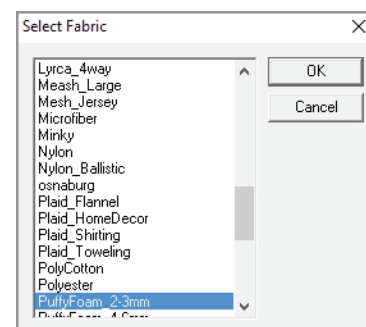 Select Fabric
Lyrca_4way
Meash_Large
Mesh_Jersey
Microfiber
Minky
Nylon
Nylon_Ballistic
osnaburg
Plaid_Flannel
Plaid_HomeDecor
Plaid_Shirting
Plaid_Toweling
PolyCotton
Polyester
PuffyFoam_2-3mm
OK
Cancel